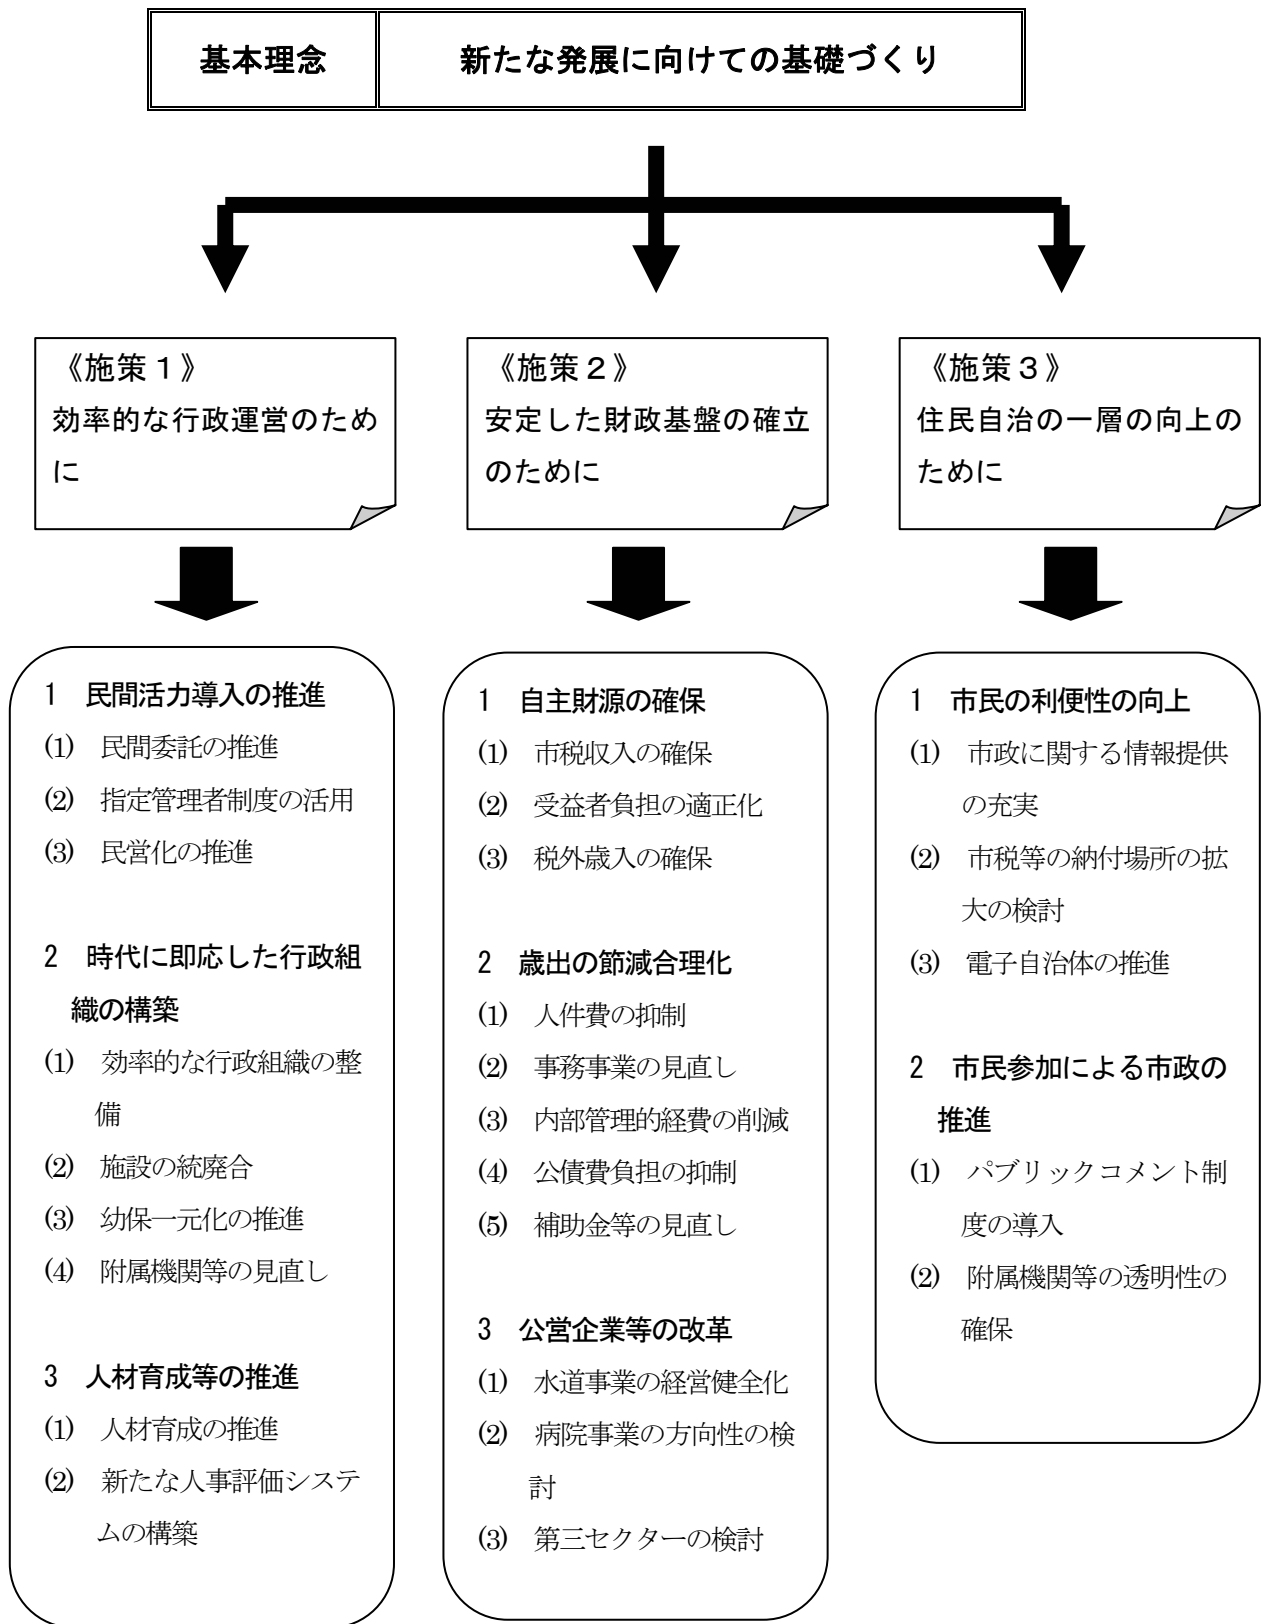 基本理念 新たな発展に向けての基礎づくり
《施策１》
効率的な行政運営のため
に
《施策２》
安定した財政基盤の確立
のために
《施策３》
住民自治の一層の向上の
ために
1 民間活力導入の推進
(1) 民間委託の推進
(2) 指定管理者制度の活用
(3) 民営化の推進
2 時代に即応した行政組
織の構築
(1) 効率的な行政組織の整
備
(2) 施設の統廃合
(3) 幼保一元化の推進
(4) 附属機関等の見直し
3 人材育成等の推進
(1) 人材育成の推進
(2) 新たな人事評価システ
ムの構築
1 自主財源の確保
(1) 市税収入の確保
(2) 受益者負担の適正化
(3) 税外歳入の確保
2 歳出の節減合理化
(1) 人件費の抑制
(2) 事務事業の見直し
(3) 内部管理的経費の削減
(4) 公債費負担の抑制
(5) 補助金等の見直し
3 公営企業等の改革
(1) 水道事業の経営健全化
(2) 病院事業の方向性の検
討
(3) 第三セクターの検討
1 市民の利便性の向上
(1) 市政に関する情報提供
の充実
(2) 市税等の納付場所の拡
大の検討
(3) 電子自治体の推進
2 市民参加による市政の
推進
(1) パブリックコメント制
度の導入
(2) 附属機関等の透明性の
確保